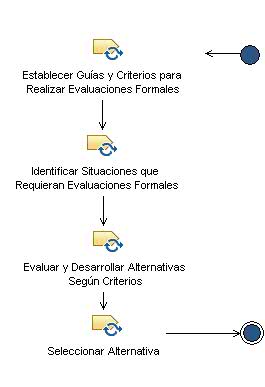 Establecer Guías y Criterios para
Realizar Evaluaciones Formales
Identificar Situaciones que
Requieran Evaluaciones Formales
Evaluar y Desarrollar Alternativas
Según Criterios
Seleccionar Alternativa